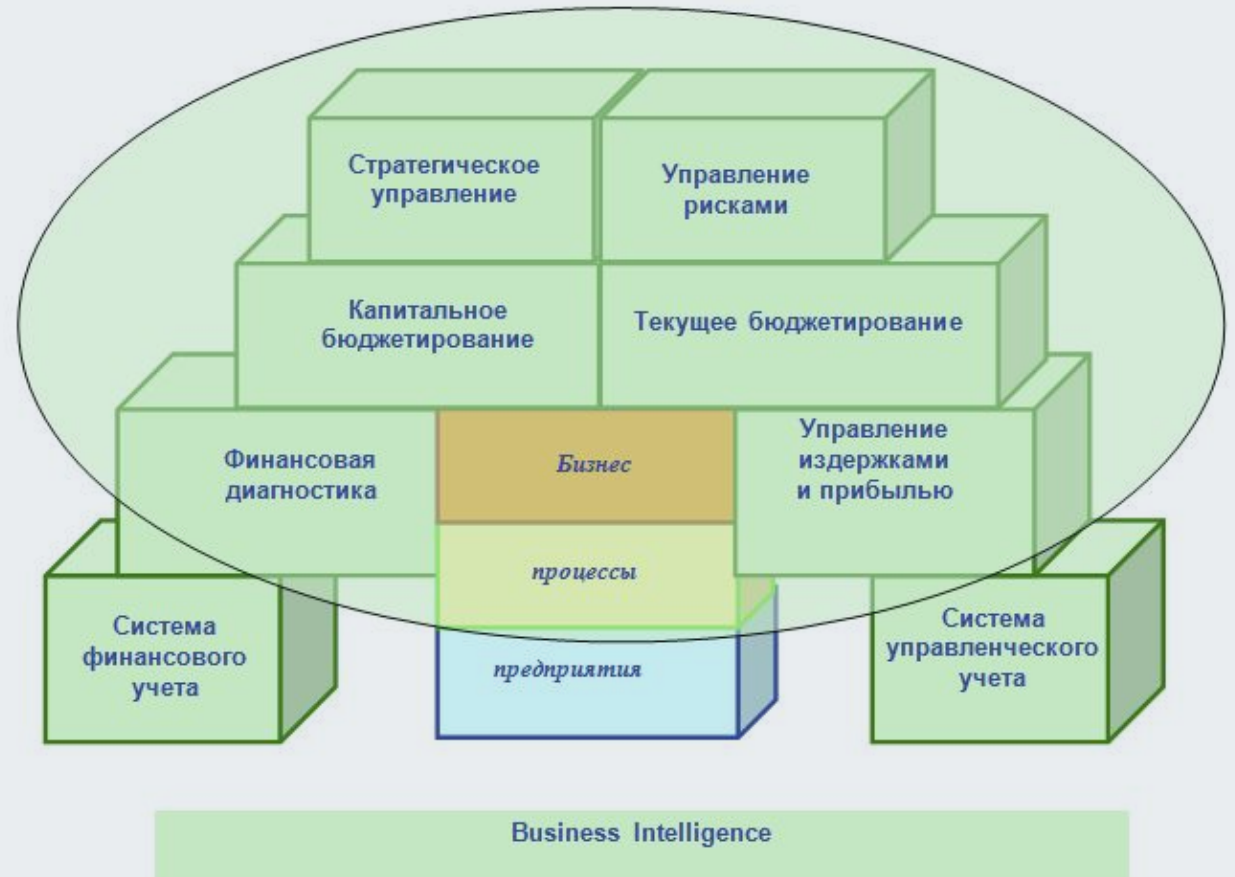 Стратегическое
управление
Управление
рисками
Капитальное
бюджетирование
Текущее бюджетирование
Финансовая
диагностика
Бизнес
Управление
издержками
и прибылью
процессы
Система
финансового
учета
предприятия
Система
управленческого
учета
Business Intelligence